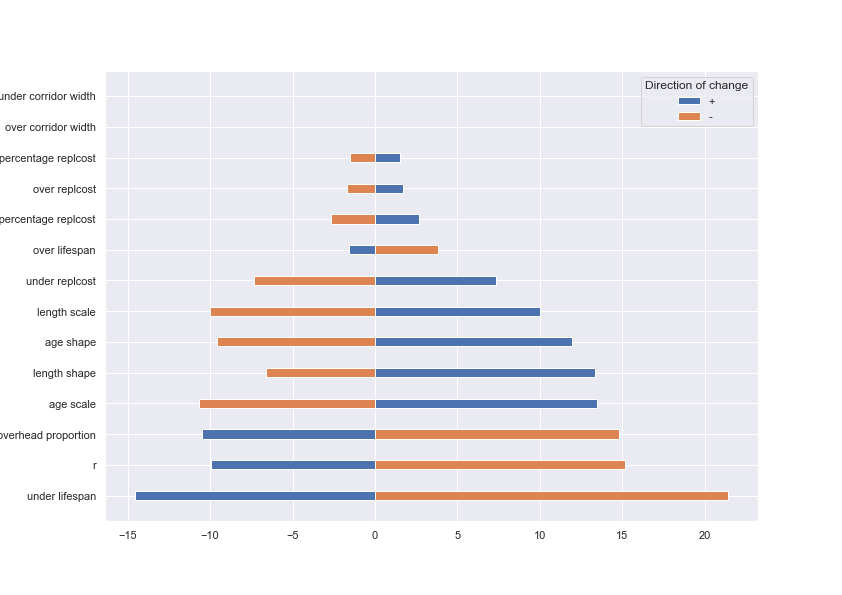 Direction of change
+
-
under corridor width
over corridor width
percentage replcost
over replcost
percentage replcost
over lifespan
under replcost
length scale
age shape
length shape
age scale
overhead proportion
r
under lifespan
−15 −10 −5 0 5 10 15 20